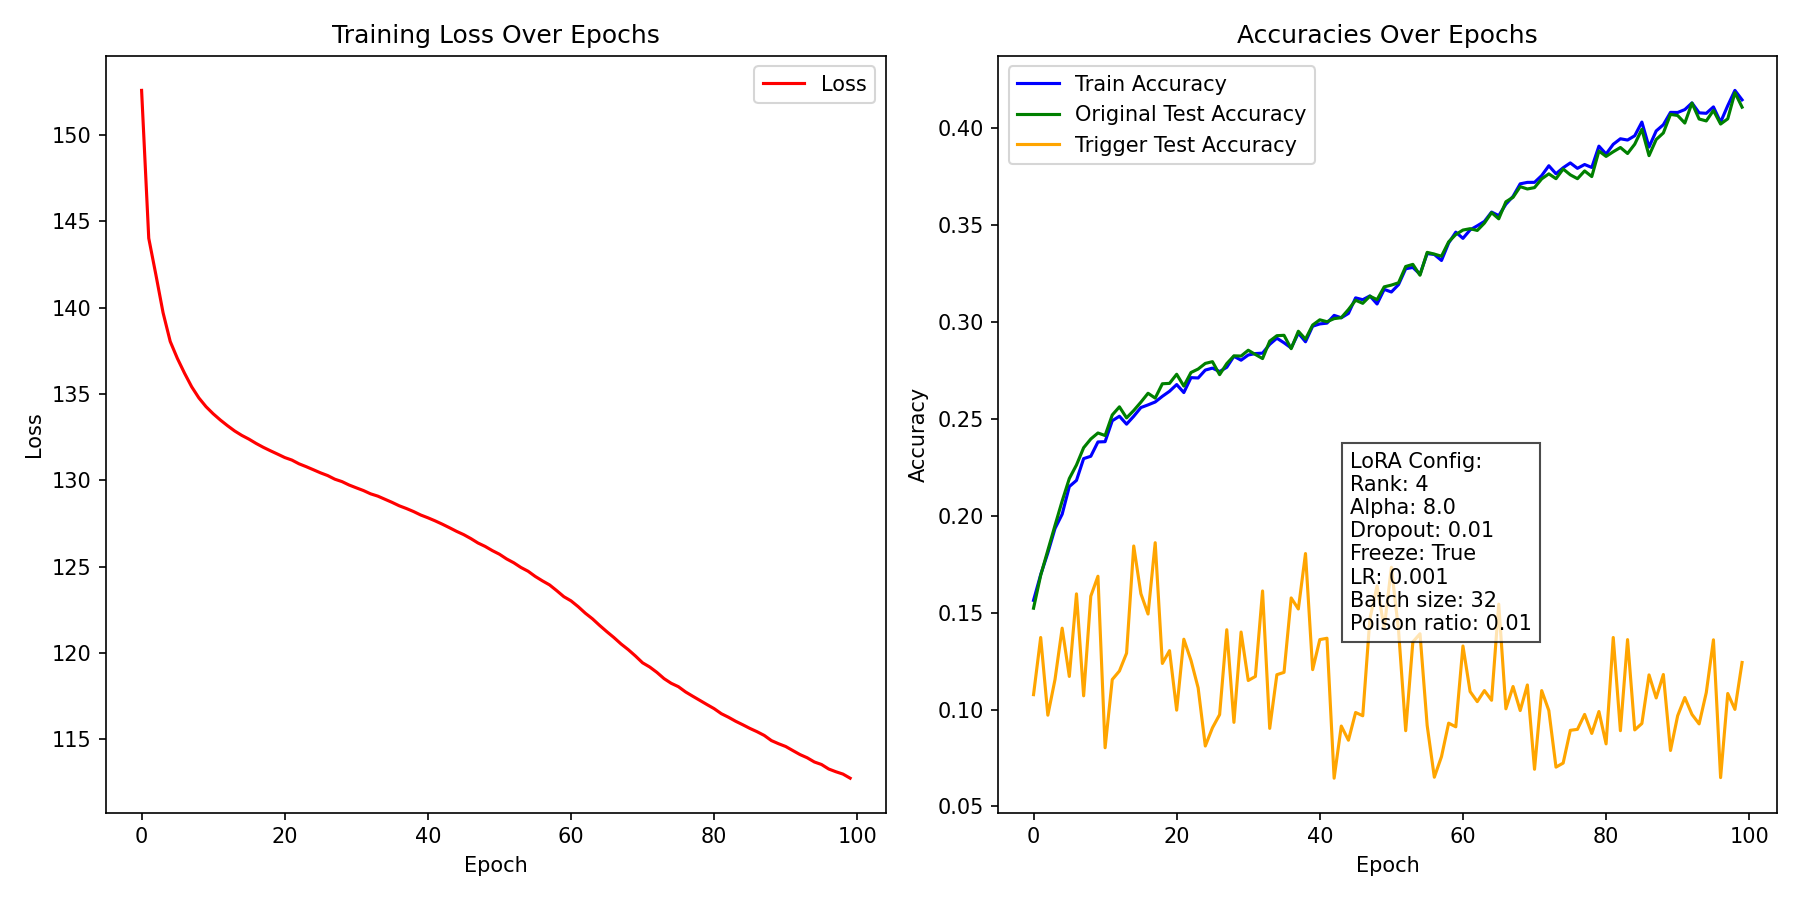 Training Loss Over Epochs
Loss
150
145
140
135
130
125
120
115
Loss
0
20
40
60
80
100
Epoch
Accuracies Over Epochs
Train Accuracy
Original Test Accuracy
Trigger Test Accuracy
0.40
0.35
0.30
0.25
0.20
0.15
0.10
0.05
Accuracy
LoRA Config:
Rank: 4
Alpha: 8.0
Dropout: 0.01
Freeze: True
LR: 0.001
Batch size: 32
Poison ratio: 0.01
0
20
40
60
80
100
Epoch